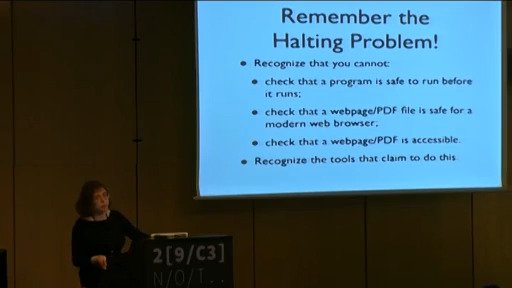 Remember the
Halting Problem!
• Recognize that you cannot:
• check that a program is safe to run before
it runs;
• check that a webpage/PDF file is safe for a
modern web browser;
• check that a webpage/PDF is accessible.
• Recognize the tools that claim to do this.
2[9/C3]
N/O/T..